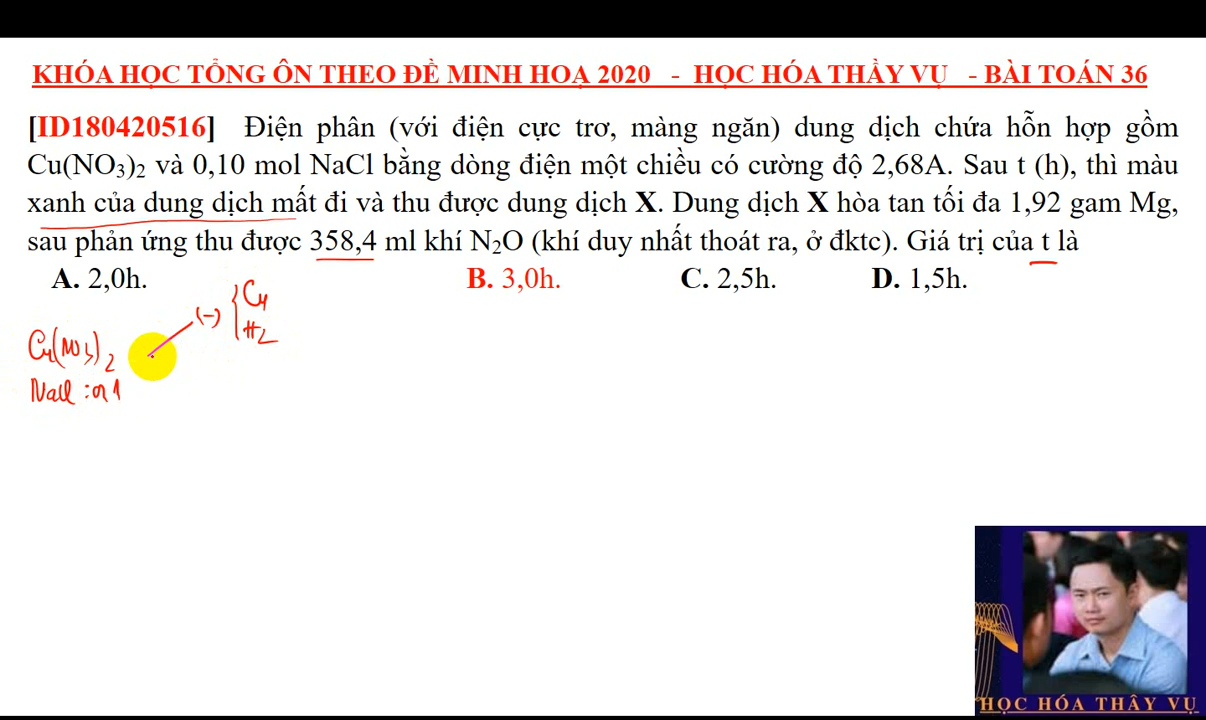 KHÓA HỌC TỔNG ÔN THEO ĐỀ MINH HOẠ 2020 - HỌC HÓA THẦY VỤ - BÀI TOÁN 36
[ID180420516] Điện phân (với điện cực trơ, màng ngăn) dung dịch chứa hỗn hợp gồm
Cu(NO₃)₂ và 0,10 mol NaCl bằng dòng điện một chiều có cường độ 2,68A. Sau t (h), thì màu
xanh của dung dịch mất đi và thu được dung dịch X. Dung dịch X hòa tan tối đa 1,92 gam Mg,
sau phản ứng thu được 358,4 ml khí N₂O (khí duy nhất thoát ra, ở đktc). Giá trị của t là
A. 2,0h. B. 3,0h. C. 2,5h. D. 1,5h.
(-) { Cu
H2
Cu(NO3)2
NaCl : 0,1
HỌC HÓA THẦY VỤ